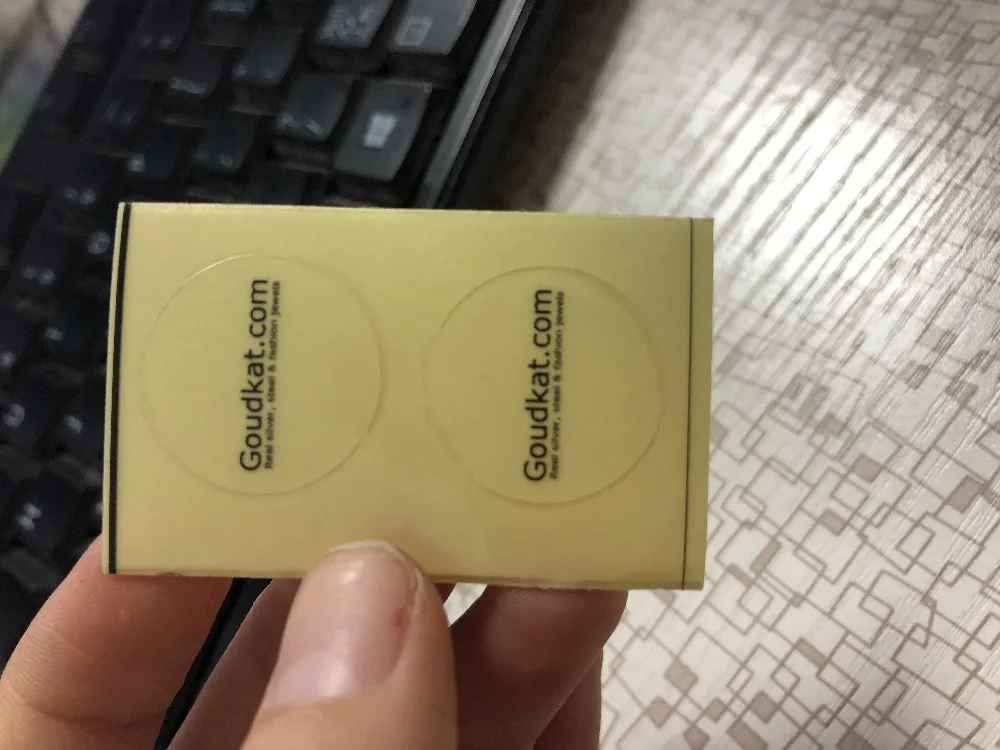 Goudkat.com
Real silver, steel & fashion jewels
Goudkat.com
Real silver, steel & fashion jewels